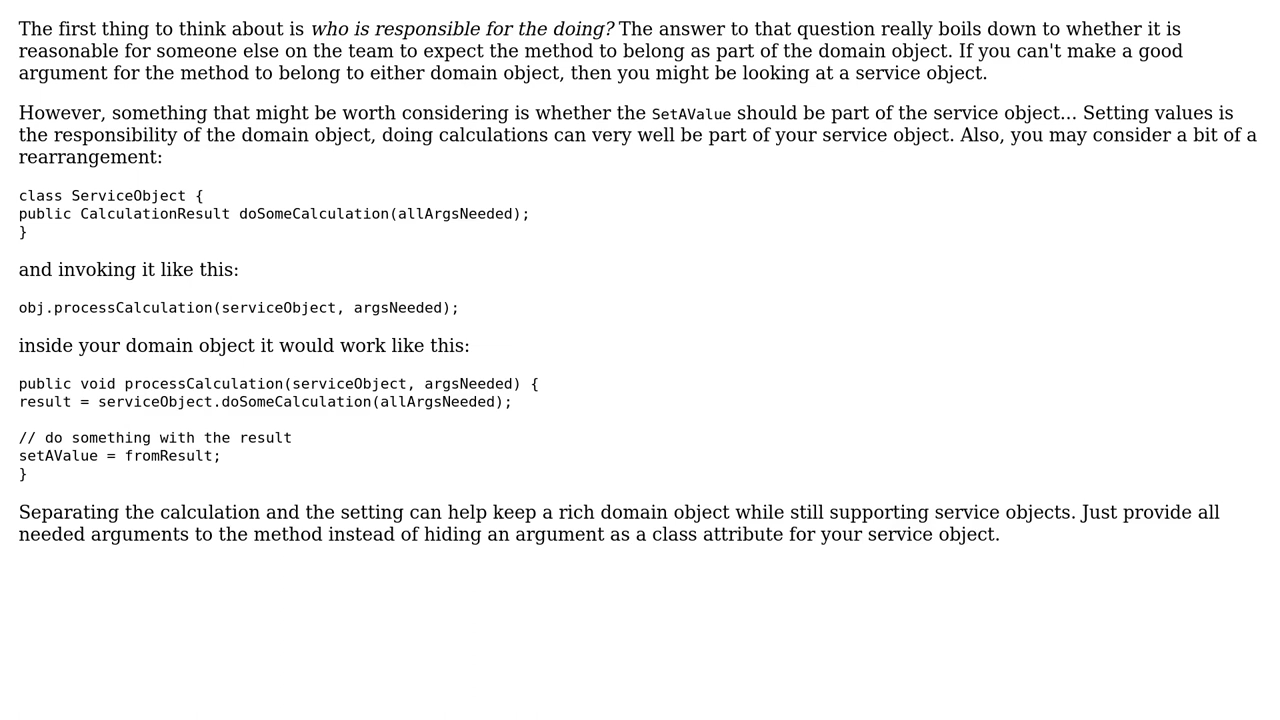 The first thing to think about is who is responsible for the doing? The answer to that question really boils down to whether it is
reasonable for someone else on the team to expect the method to belong as part of the domain object. If you can't make a good
argument for the method to belong to either domain object, then you might be looking at a service object.
However, something that might be worth considering is whether the SetAValue should be part of the service object... Setting values is
the responsibility of the domain object, doing calculations can very well be part of your service object. Also, you may consider a bit of a
rearrangement:
class ServiceObject {
public CalculationResult doSomeCalculation(allArgsNeeded);
}
and invoking it like this:
obj.processCalculation(serviceObject, argsNeeded);
inside your domain object it would work like this:
public void processCalculation(serviceObject, argsNeeded) {
result = serviceObject.doSomeCalculation(allArgsNeeded);
// do something with the result
setAValue = fromResult;
}
Separating the calculation and the setting can help keep a rich domain object while still supporting service objects. Just provide all
needed arguments to the method instead of hiding an argument as a class attribute for your service object.